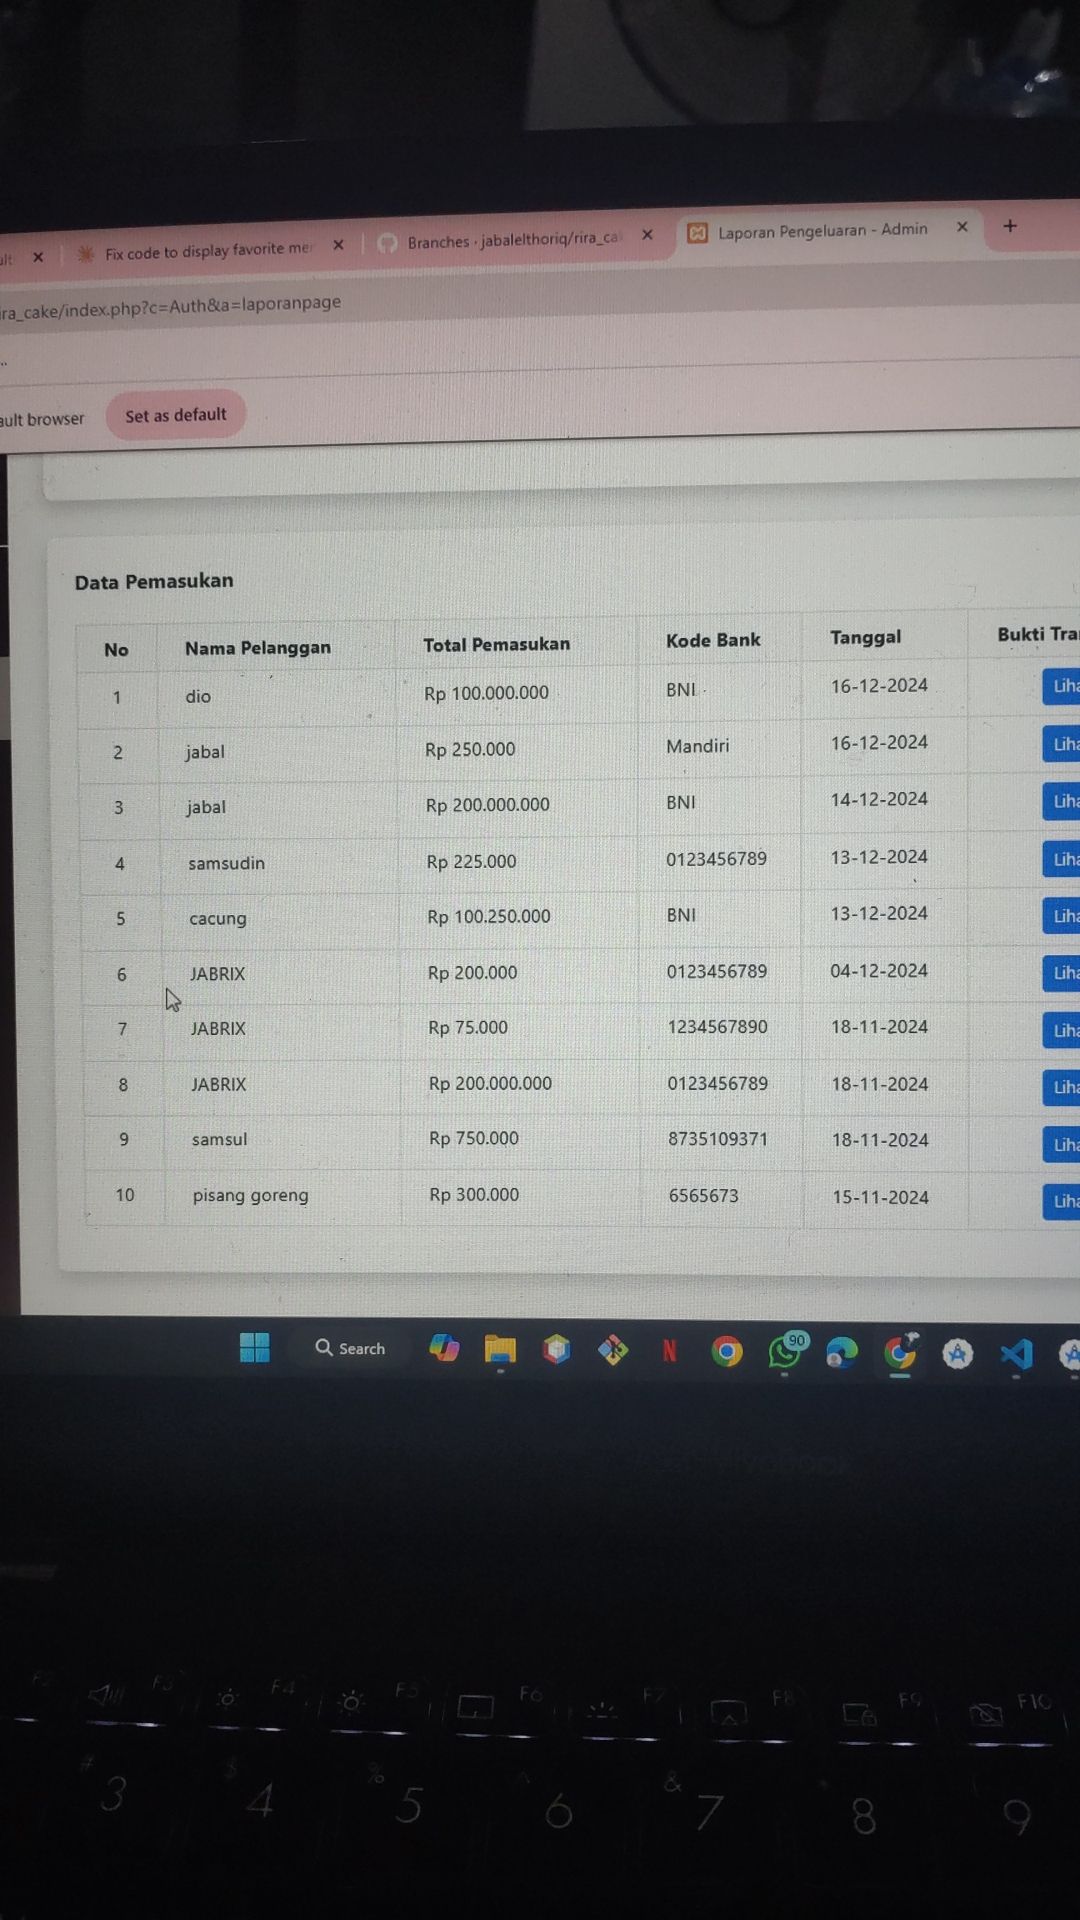 ult
Fix code to display favorite me
Branches · jabalelthoriq/rira_ca
Laporan Pengeluaran - Admin
ira_cake/index.php?c=Auth&a=laporanpage
ault browser
Set as default
Data Pemasukan
No Nama Pelanggan Total Pemasukan Kode Bank Tanggal Bukti Tra
1 dio Rp 100.000.000 BNI 16-12-2024 Liha
2 jabal Rp 250.000 Mandiri 16-12-2024 Liha
3 jabal Rp 200.000.000 BNI 14-12-2024 Liha
4 samsudin Rp 225.000 0123456789 13-12-2024 Liha
5 cacung Rp 100.250.000 BNI 13-12-2024 Liha
6 JABRIX Rp 200.000 0123456789 04-12-2024 Liha
7 JABRIX Rp 75.000 1234567890 18-11-2024 Liha
8 JABRIX Rp 200.000.000 0123456789 18-11-2024 Liha
9 samsul Rp 750.000 8735109371 18-11-2024 Liha
10 pisang goreng Rp 300.000 6565673 15-11-2024 Liha
Search
N
90
F2 F3 F4 F5 F6 F7 F8 F9 F10
# $ % ^ &
3 4 5 6 7 8 9